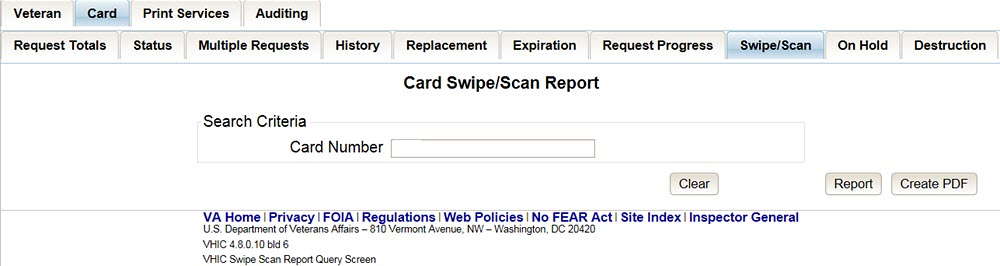 Veteran Card Print Services Auditing
Request Totals Status Multiple Requests History Replacement Expiration Request Progress Swipe/Scan On Hold Destruction
Card Swipe/Scan Report
Search Criteria
Card Number
Clear Report Create PDF
VA Home | Privacy | FOIA | Regulations | Web Policies | No FEAR Act | Site Index | Inspector General
U.S. Department of Veterans Affairs – 810 Vermont Avenue, NW – Washington, DC 20420
VHIC 4.8.0.10 bld 6
VHIC Swipe Scan Report Query Screen